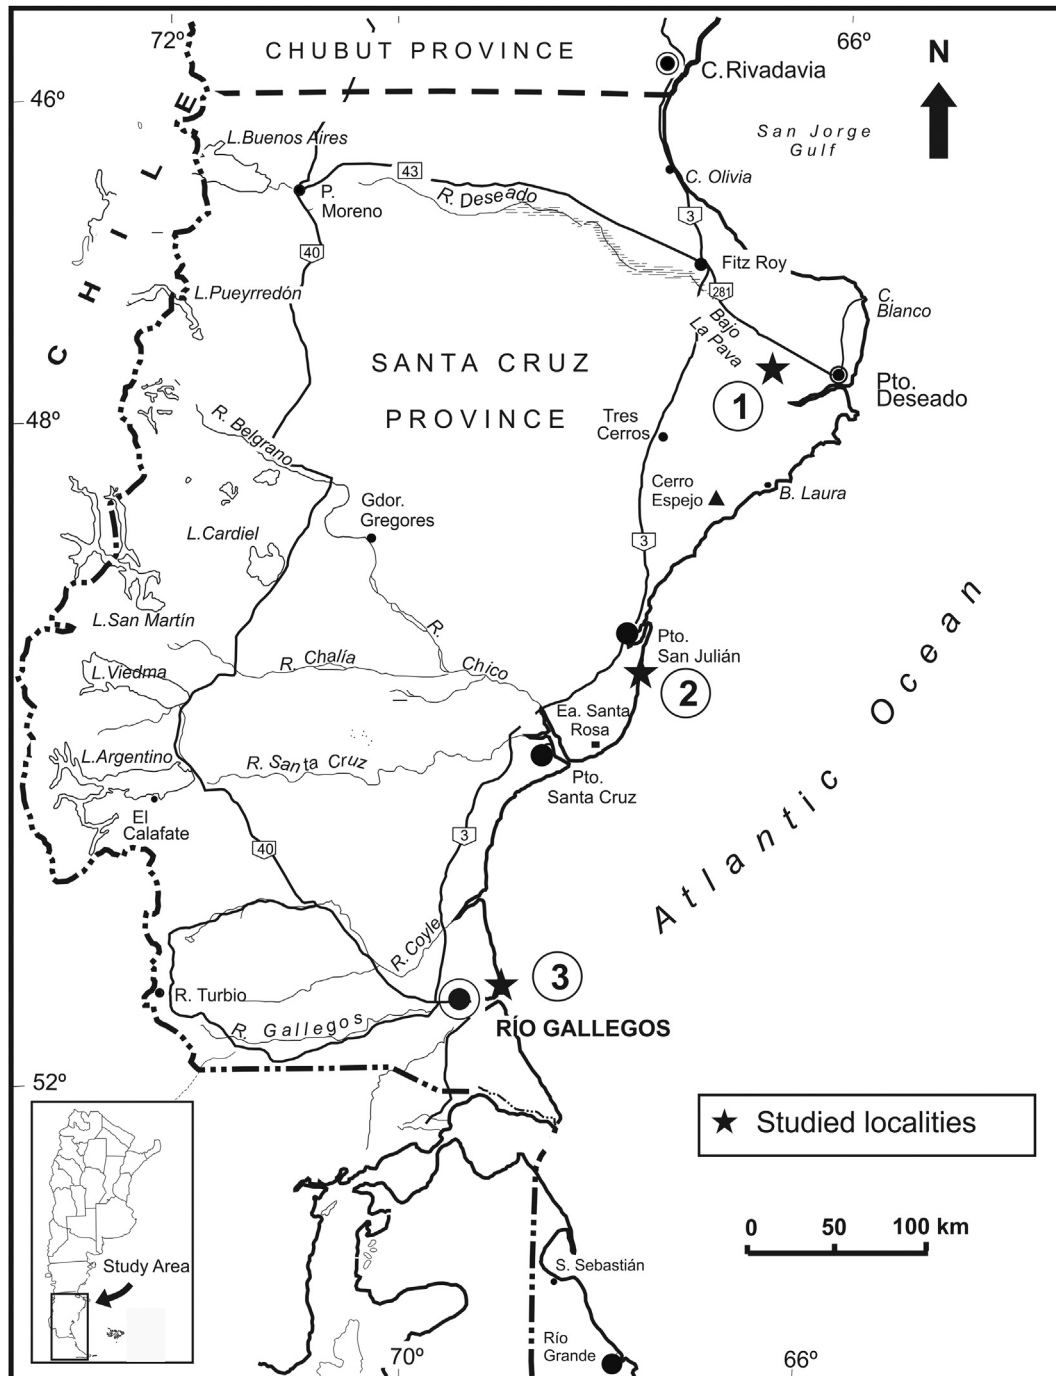 72º
66º
CHUBUT PROVINCE
C.Rivadavia
N
46º
CHILE
L.Buenos Aires
San Jorge
Gulf
43
C. Olivia
P.
Moreno
R. Deseado
3
40
Fitz Roy
281
L.Pueyrredón
C.
Blanco
Bajo
La Pava
SANTA CRUZ
PROVINCE
1
Pto.
Deseado
48º
R. Belgrano
Tres
Cerros
Cerro
Espejo
B. Laura
Gdor.
Gregores
L.Cardiel
3
L.San Martín
R.
Chico
Pto.
San Julián
R. Chalía
L.Viedma
2
Ea. Santa
Rosa
Atlantic Ocean
L.Argentino
R. Santa Cruz
Pto.
Santa Cruz
El
Calafate
40
3
R. Coyle
3
R. Turbio
R. Gallegos
RÍO GALLEGOS
52º
Studied localities
0 50 100 km
Study Area
S. Sebastián
Río
Grande
70º
66º